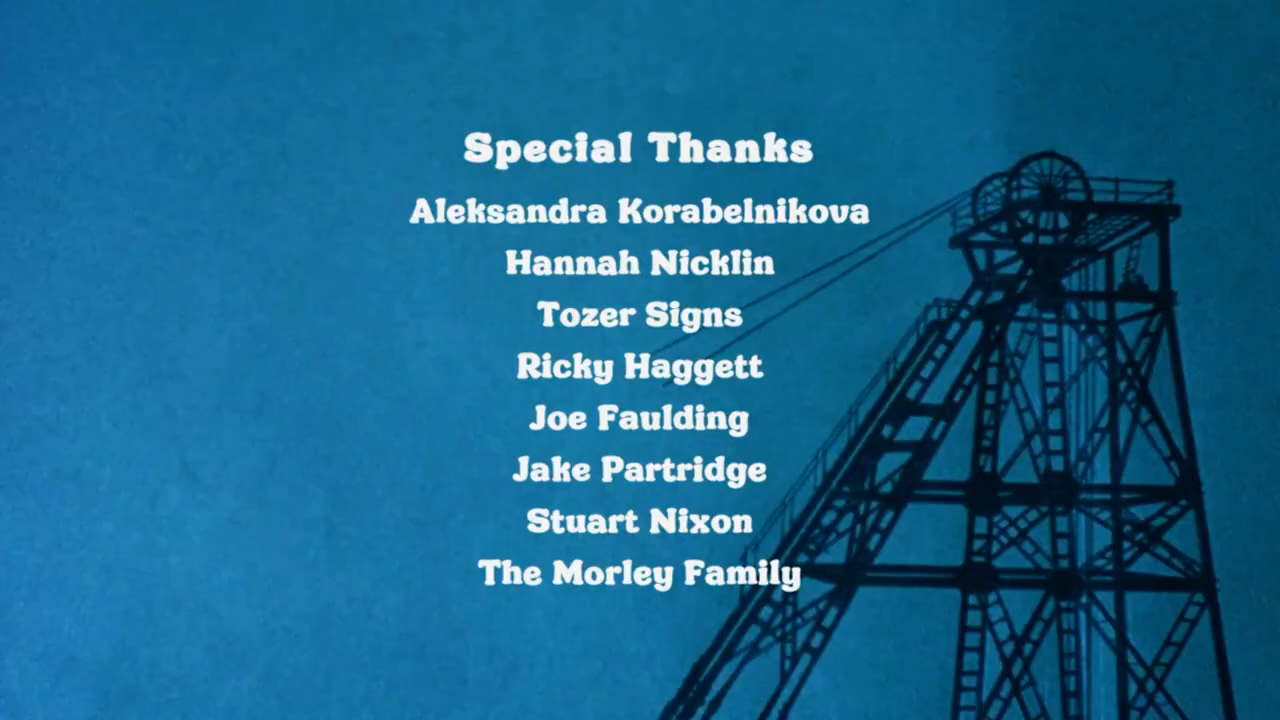 Special Thanks
Aleksandra Korabelnikova
Hannah Nicklin
Tozer Signs
Ricky Haggett
Joe Faulding
Jake Partridge
Stuart Nixon
The Morley Family